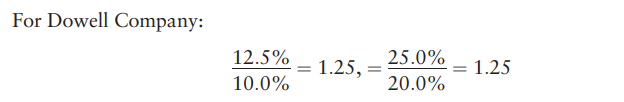 For Dowell Company:
12.5%/10.0% = 1.25, = 25.0%/20.0% = 1.25